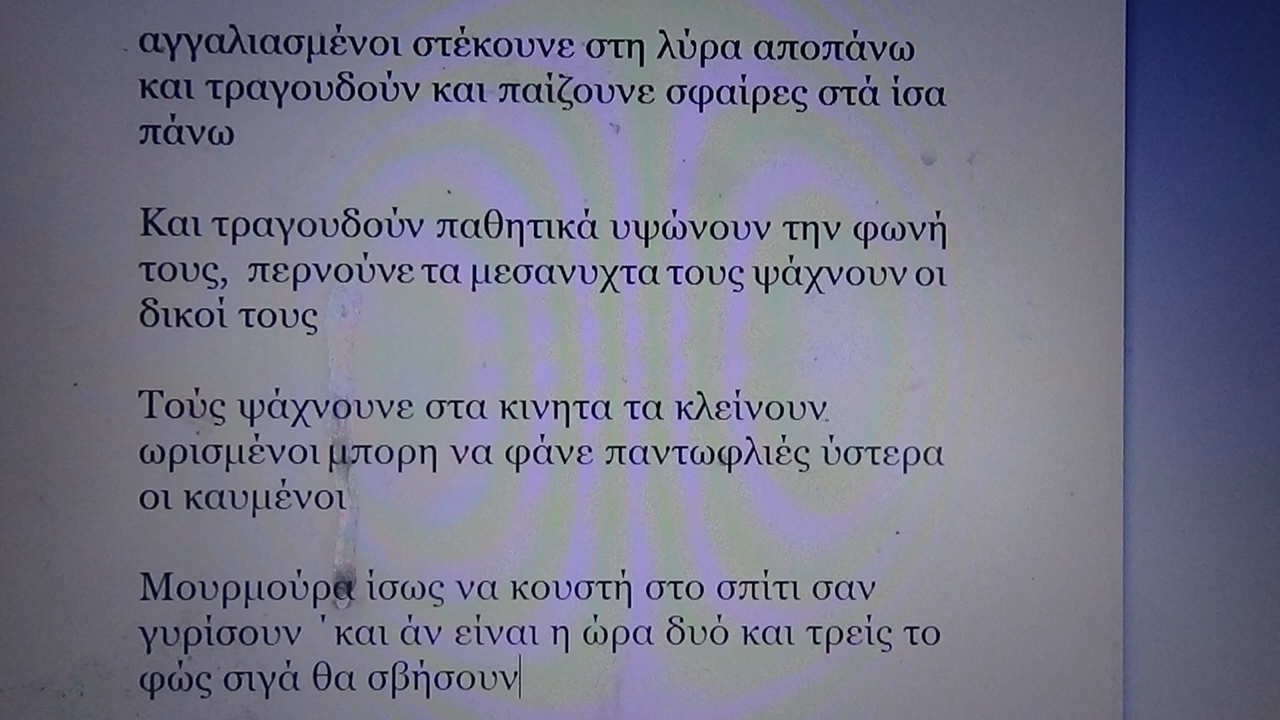 αγγαλιασμένοι στέκουνε στη λύρα αποπάνω
και τραγουδούν και παίζουνε σφαίρες στά ίσα
πάνω
Και τραγουδούν παθητικά υψώνουν την φωνή
τους, περνούνε τα μεσανυχτα τους ψάχνουν οι
δικοί τους
Τούς ψάχνουνε στα κινητα τα κλείνουν
ωρισμένοι μπορη να φάνε παντωφλιές ύστερα
οι καυμένοι
Μουρμούρα ίσως να κουστή στο σπίτι σαν
γυρίσουν ΄και άν είναι η ώρα δυό και τρείς το
φώς σιγά θα σβήσουν